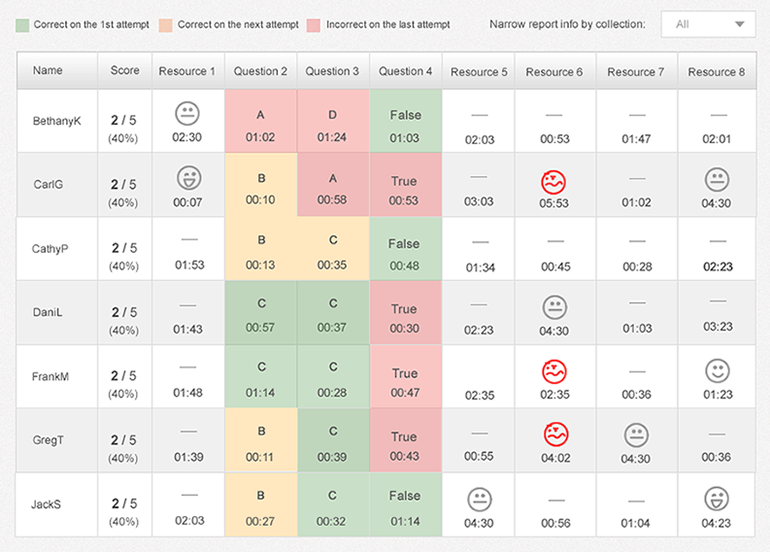 Correct on the 1st attempt Correct on the next attempt Incorrect on the last attempt Narrow report info by collection: All
Name Score Resource 1 Question 2 Question 3 Question 4 Resource 5 Resource 6 Resource 7 Resource 8
A D False
BethanyK 2 / 5
(40%) 02:30 01:02 01:24 01:03 02:03 00:53 01:47 02:01
B A True
CarlG 2 / 5
(40%) 00:07 00:10 00:58 00:53 03:03 05:53 01:02 04:30
B C False
CathyP 2 / 5
(40%) 01:53 00:13 00:35 00:48 01:34 00:45 00:28 02:23
C C True
DaniL 2 / 5
(40%) 01:43 00:57 00:37 00:30 02:23 04:30 01:03 03:23
C C True
FrankM 2 / 5
(40%) 01:48 01:14 00:28 00:47 02:35 02:35 00:36 01:23
B C True
GregT 2 / 5
(40%) 01:39 00:11 00:39 00:43 00:55 04:02 04:30 00:36
B C False
JackS 2 / 5
(40%) 02:03 00:27 00:32 01:14 04:30 00:56 01:04 04:23